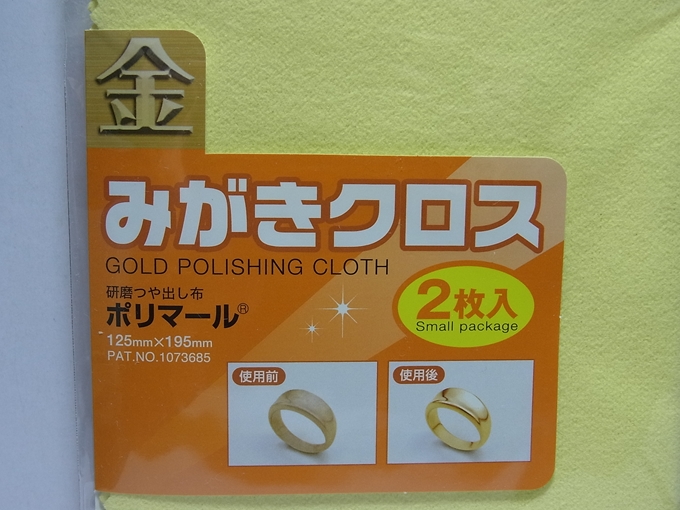 金
みがきクロス
GOLD POLISHING CLOTH
研磨つや出し布
ポリマール®
125mm×195mm
PAT.NO.1073685
2枚入
Small package
使用前
使用後